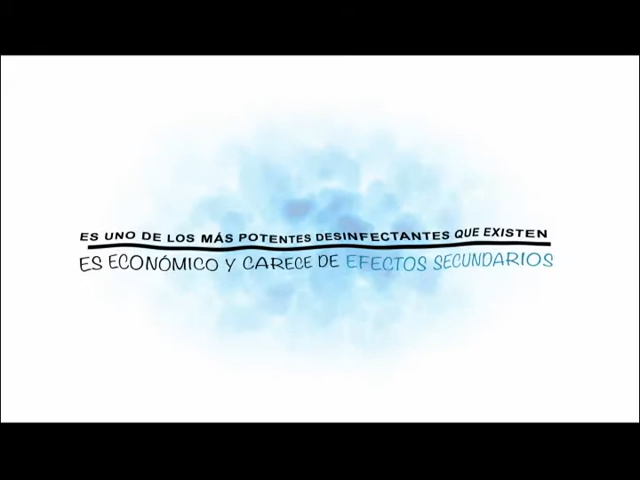 ES UNO DE LOS MÁS POTENTES DESINFECTANTES QUE EXISTEN
ES ECONÓMICO Y CARECE DE EFECTOS SECUNDARIOS